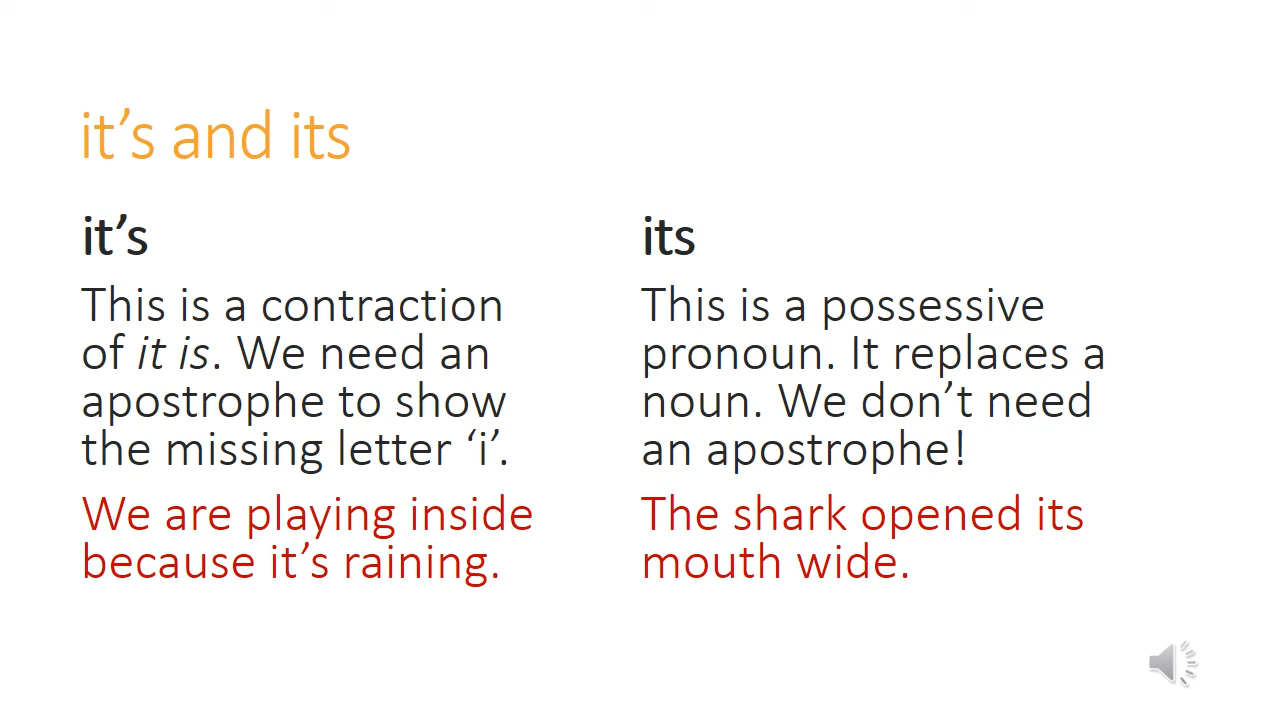 it’s and its
it’s
This is a contraction
of it is. We need an
apostrophe to show
the missing letter ‘i’.
We are playing inside
because it’s raining.
its
This is a possessive
pronoun. It replaces a
noun. We don’t need
an apostrophe!
The shark opened its
mouth wide.